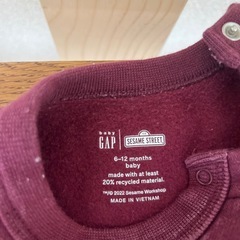 baby
GAP
SESAME STREET
6-12 months
baby
made with at least
20% recycled material.
TM/© 2022 Sesame Workshop
MADE IN VIETNAM